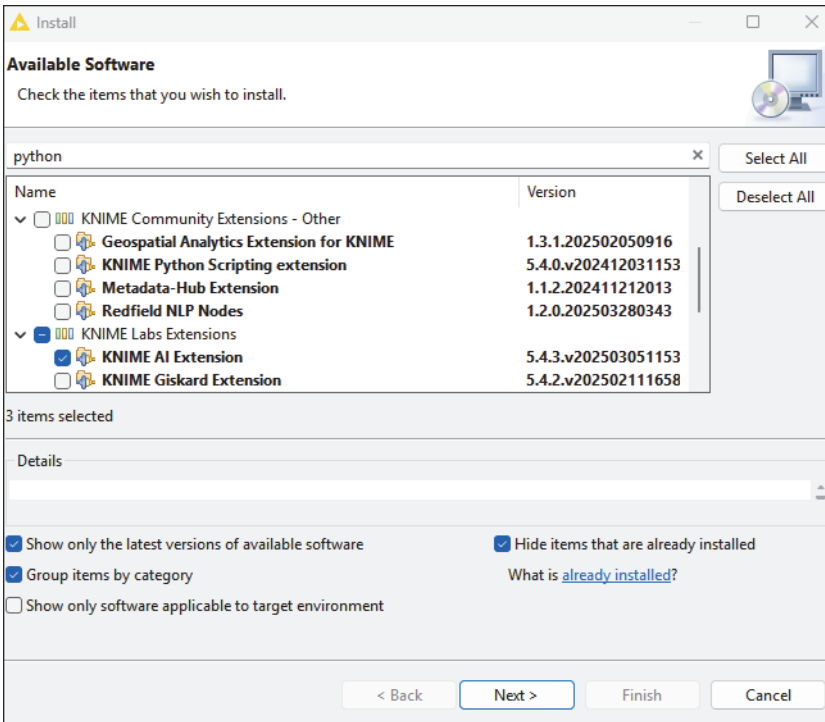 Install
Available Software
Check the items that you wish to install.
python
Select All
Name Version
Deselect All
KNIME Community Extensions - Other
Geospatial Analytics Extension for KNIME 1.3.1.202502050916
KNIME Python Scripting extension 5.4.0.v202412031153
Metadata-Hub Extension 1.1.2.202411212013
Redfield NLP Nodes 1.2.0.202503280343
KNIME Labs Extensions
KNIME AI Extension 5.4.3.v202503051153
KNIME Giskard Extension 5.4.2.v202502111658
3 items selected
Details
Show only the latest versions of available software Hide items that are already installed
Group items by category What is already installed?
Show only software applicable to target environment
< Back Next > Finish Cancel